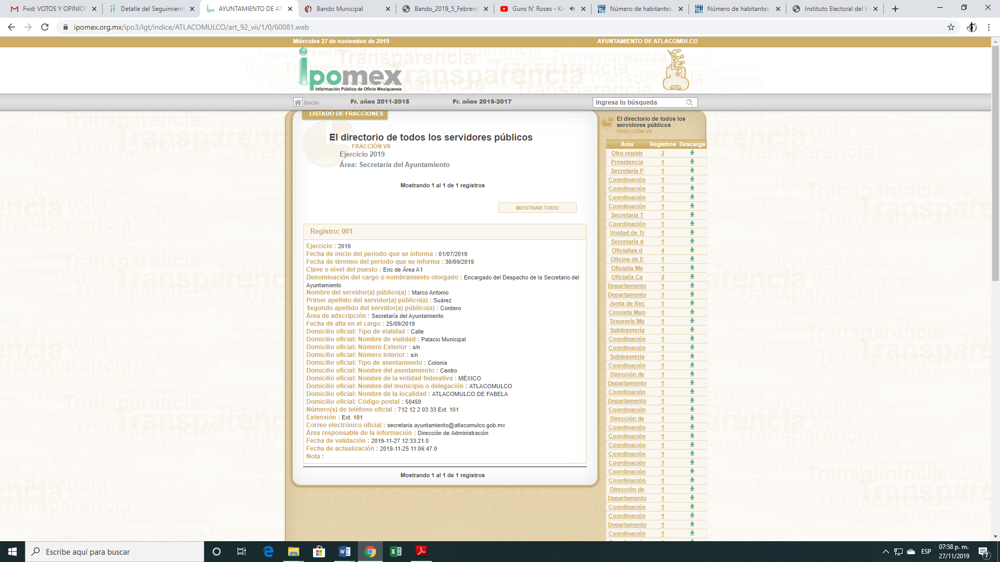 Fwd: VOTOS Y OPINION
Detalle del Seguimiento
AYUNTAMIENTO DE AT
Bando Municipal
Bando_2019_5_Febrero
Guns N' Roses - Kn
Número de habitantes.
Número de habitantes.
Instituto Electoral del E
ipomex.org.mx/ipo3/lgt/indice/ATLACOMULCO/art_92_vii/1/0/60081.web
Miércoles 27 de noviembre de 2019
AYUNTAMIENTO DE ATLACOMULCO
ipomex
Información Pública de Oficio Mexiquense
Inicio
Fr. años 2011-2015
Fr. años 2015-2017
Ingresa tu búsqueda
LISTADO DE FRACCIONES
El directorio de todos los servidores públicos
FRACCIÓN VII
Ejercicio 2019
Área: Secretaría del Ayuntamiento
Mostrando 1 al 1 de 1 registros
MOSTRAR TODO
Registro: 001
Ejercicio : 2019
Fecha de inicio del periodo que se informa : 01/07/2019
Fecha de término del periodo que se informa : 30/09/2019
Clave o nivel del puesto : Enc de Área A1
Denominación del cargo o nombramiento otorgado : Encargado del Despacho de la Secretario del
Ayuntamiento
Nombre del servidor(a) público(a) : Marco Antonio
Primer apellido del servidor(a) público(a) : Suárez
Segundo apellido del servidor(a) público(a) : Cordero
Área de adscripción : Secretaría del Ayuntamiento
Fecha de alta en el cargo : 25/09/2019
Domicilio oficial: Tipo de vialidad : Calle
Domicilio oficial: Nombre de vialidad : Palacio Municipal
Domicilio oficial: Número Exterior : s/n
Domicilio oficial: Número interior : s/n
Domicilio oficial: Tipo de asentamiento : Colonia
Domicilio oficial: Nombre del asentamiento : Centro
Domicilio oficial: Nombre de la entidad federativa : MÉXICO
Domicilio oficial: Nombre del municipio o delegación : ATLACOMULCO
Domicilio oficial: Nombre de la localidad : ATLACOMULCO DE FABELA
Domicilio oficial: Código postal : 50450
Número(s) de teléfono oficial : 712 12 2 03 33 Ext. 101
Extensión : Ext. 101
Correo electrónico oficial : secretaria.ayuntamiento@atlacomulco.gob.mx
Área responsable de la información : Dirección de Administración
Fecha de validación : 2019-11-27 12:33:21.0
Fecha de actualización : 2019-11-25 11:06:47.0
Nota :
Mostrando 1 al 1 de 1 registros
El directorio de todos los
servidores públicos
FRACCIÓN VII
Área Registros Descarga
Otro registr 2
Presidencia 1
Secretaría P 1
Coordinación 1
Coordinación 1
Coordinación 1
Coordinación 1
Secretaría T 1
Coordinación 1
Unidad de Tr 1
Secretaría d 1
Oficialias d 4
Oficina de E 1
Oficialía Me 1
Oficialía Ca 2
Departamento 1
Departamento 1
Junta de Rec 1
Cronista Mun 1
Tesorería Mu 1
Subtesorería 1
Coordinación 1
Coordinación 1
Subtesorería 1
Coordinación 1
Dirección de 1
Departamento 1
Coordinación 1
Departamento 1
Coordinación 1
Dirección de 1
Coordinación 1
Coordinación 1
Coordinación 1
Coordinación 1
Coordinación 1
Coordinación 1
Coordinación 1
Dirección de 1
Departamento 1
Coordinación 1
Coordinación 1
Departamento 1
Coordinación 1
Escribe aquí para buscar
ESP
07:58 p. m.
27/11/2019
7